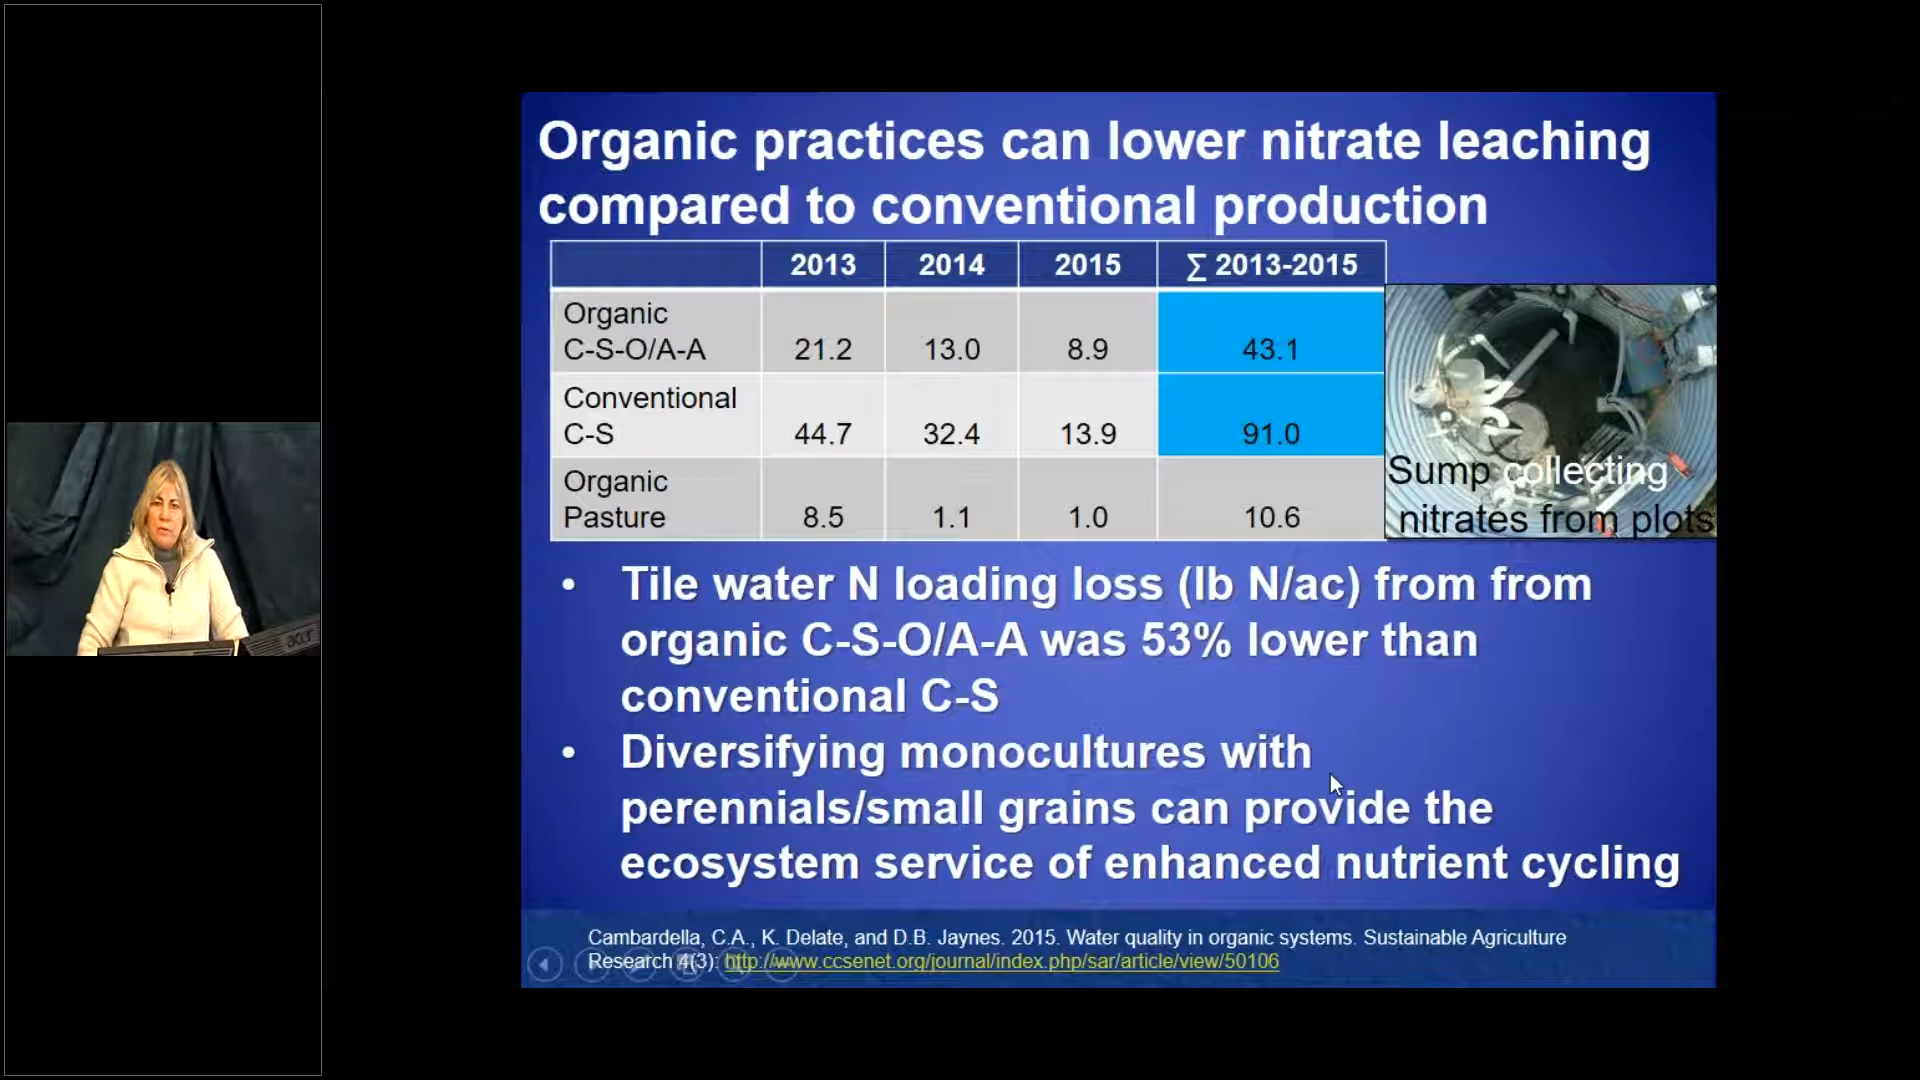 Organic practices can lower nitrate leaching
compared to conventional production
2013 2014 2015 ∑ 2013-2015
Organic
C-S-O/A-A 21.2 13.0 8.9 43.1
Conventional
C-S 44.7 32.4 13.9 91.0
Organic
Pasture 8.5 1.1 1.0 10.6
Sump collecting
nitrates from plots
• Tile water N loading loss (lb N/ac) from from
organic C-S-O/A-A was 53% lower than
conventional C-S
• Diversifying monocultures with
perennials/small grains can provide the
ecosystem service of enhanced nutrient cycling
Cambardella, C.A., K. Delate, and D.B. Jaynes. 2015. Water quality in organic systems. Sustainable Agriculture
Research 4(3): http://www.ccsenet.org/journal/index.php/sar/article/view/50106
acer